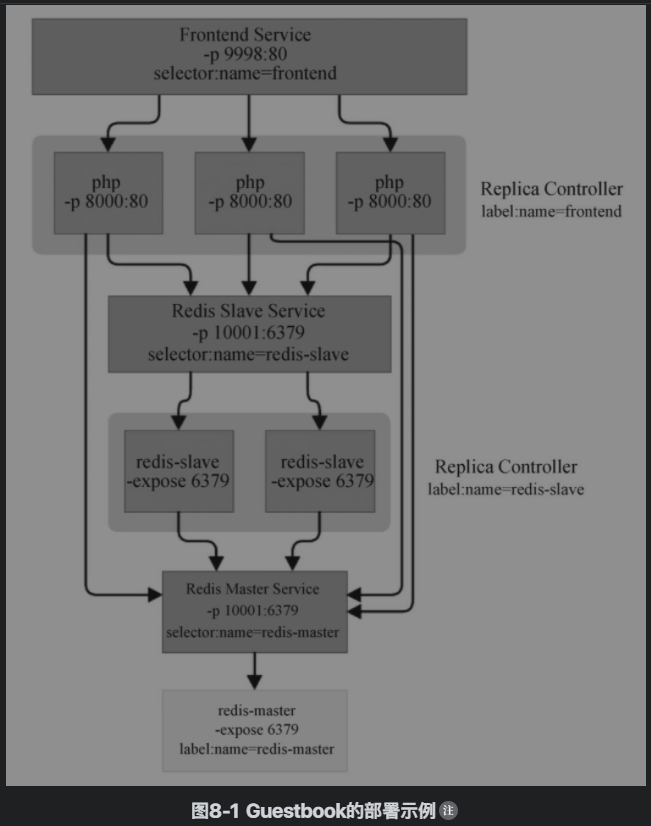 Frontend Service
-p 9998:80
selector:name=frontend
php
-p 8000:80
php
-p 8000:80
php
-p 8000:80
Replica Controller
label:name=frontend
Redis Slave Service
-p 10001:6379
selector:name=redis-slave
redis-slave
-expose 6379
redis-slave
-expose 6379
Replica Controller
label:name=redis-slave
Redis Master Service
-p 10001:6379
selector:name=redis-master
redis-master
-expose 6379
label:name=redis-master
图8-1 Guestbook的部署示例 注